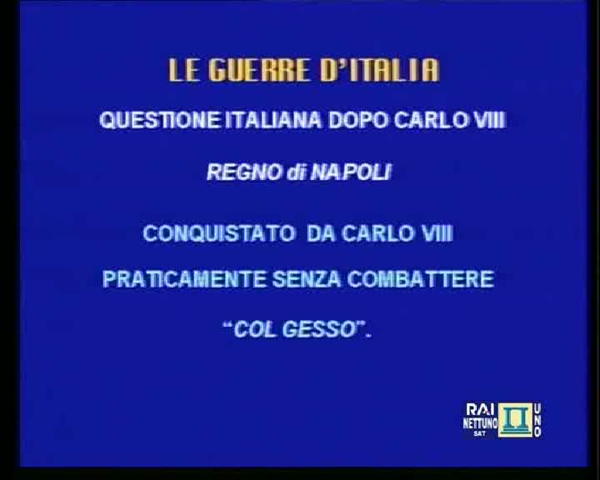 LE GUERRE D'ITALIA
QUESTIONE ITALIANA DOPO CARLO VIII
REGNO di NAPOLI
CONQUISTATO DA CARLO VIII
PRATICAMENTE SENZA COMBATTERE
“COL GESSO”.
RAI
NETTUNO
SAT
UNO